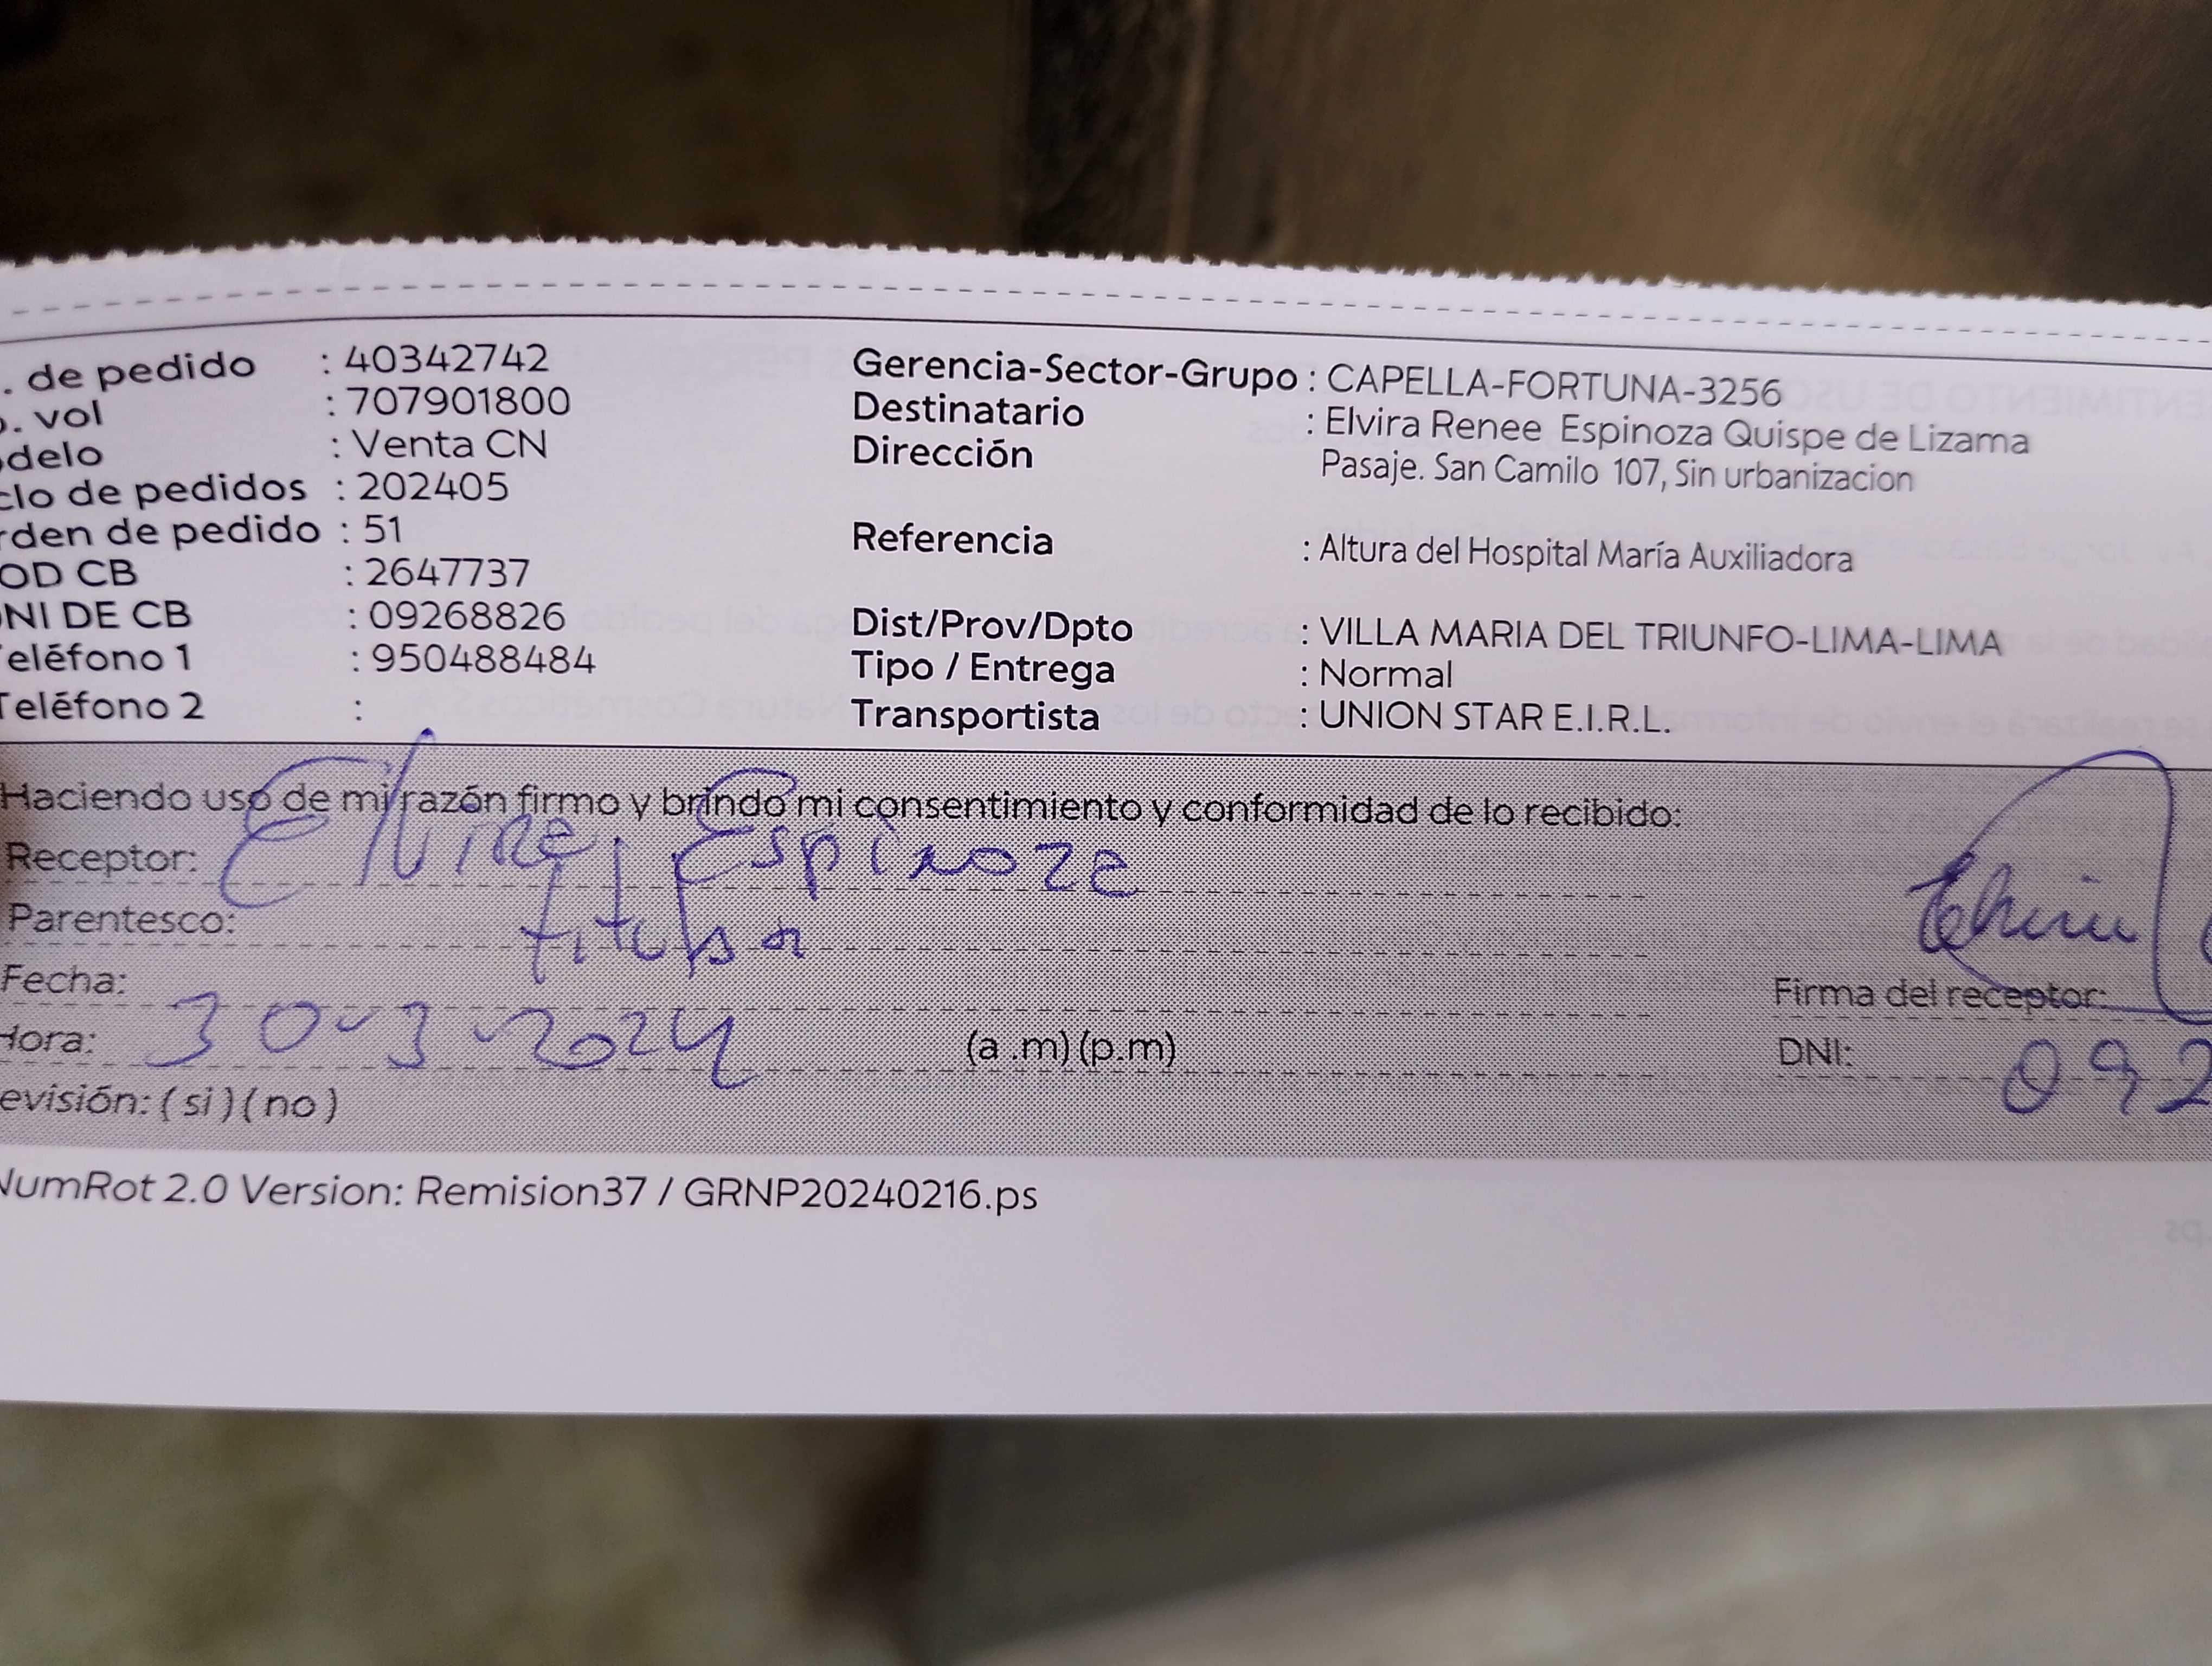 . de pedido : 40342742 Gerencia-Sector-Grupo : CAPELLA-FORTUNA-3256
. vol : 707901800 Destinatario : Elvira Renee Espinoza Quispe de Lizama
delo : Venta CN Dirección Pasaje. San Camilo 107, Sin urbanizacion
clo de pedidos : 202405
rden de pedido : 51 Referencia : Altura del Hospital María Auxiliadora
OD CB : 2647737
NI DE CB : 09268826 Dist/Prov/Dpto : VILLA MARIA DEL TRIUNFO-LIMA-LIMA
eléfono 1 : 950488484 Tipo / Entrega : Normal
Teléfono 2 : Transportista : UNION STAR E.I.R.L.
Haciendo uso de mi razón firmo y brindo mi consentimiento y conformidad de lo recibido:
Receptor: Elvira Espinoza
Parentesco: titular
Fecha: Firma del receptor:
Hora: 30-3-2024 (a .m) (p.m) DNI: 092
evisión: ( si ) ( no )
NumRot 2.0 Version: Remision37 / GRNP20240216.ps